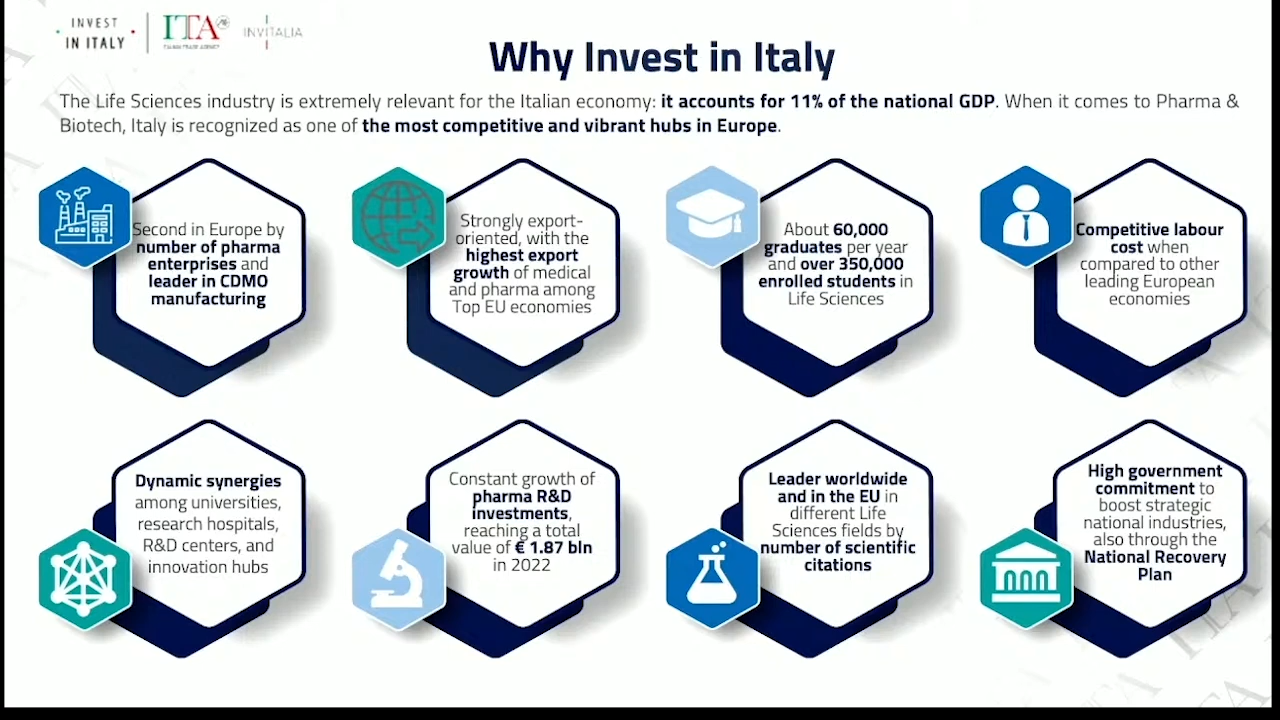 INVEST
IN ITALY
ITA
ITALIAN TRADE AGENCY
INVITALIA
Why Invest in Italy
The Life Sciences industry is extremely relevant for the Italian economy: it accounts for 11% of the national GDP. When it comes to Pharma &
Biotech, Italy is recognized as one of the most competitive and vibrant hubs in Europe.
Second in Europe by
number of pharma
enterprises and
leader in CDMO
manufacturing
Strongly export-
oriented, with the
highest export
growth of medical
and pharma among
Top EU economies
About 60,000
graduates per year
and over 350,000
enrolled students in
Life Sciences
Competitive labour
cost when
compared to other
leading European
economies
Dynamic synergies
among universities,
research hospitals,
R&D centers, and
innovation hubs
Constant growth of
pharma R&D
investments,
reaching a total
value of € 1.87 bln
in 2022
Leader worldwide
and in the EU in
different Life
Sciences fields by
number of scientific
citations
High government
commitment to
boost strategic
national industries,
also through the
National Recovery
Plan